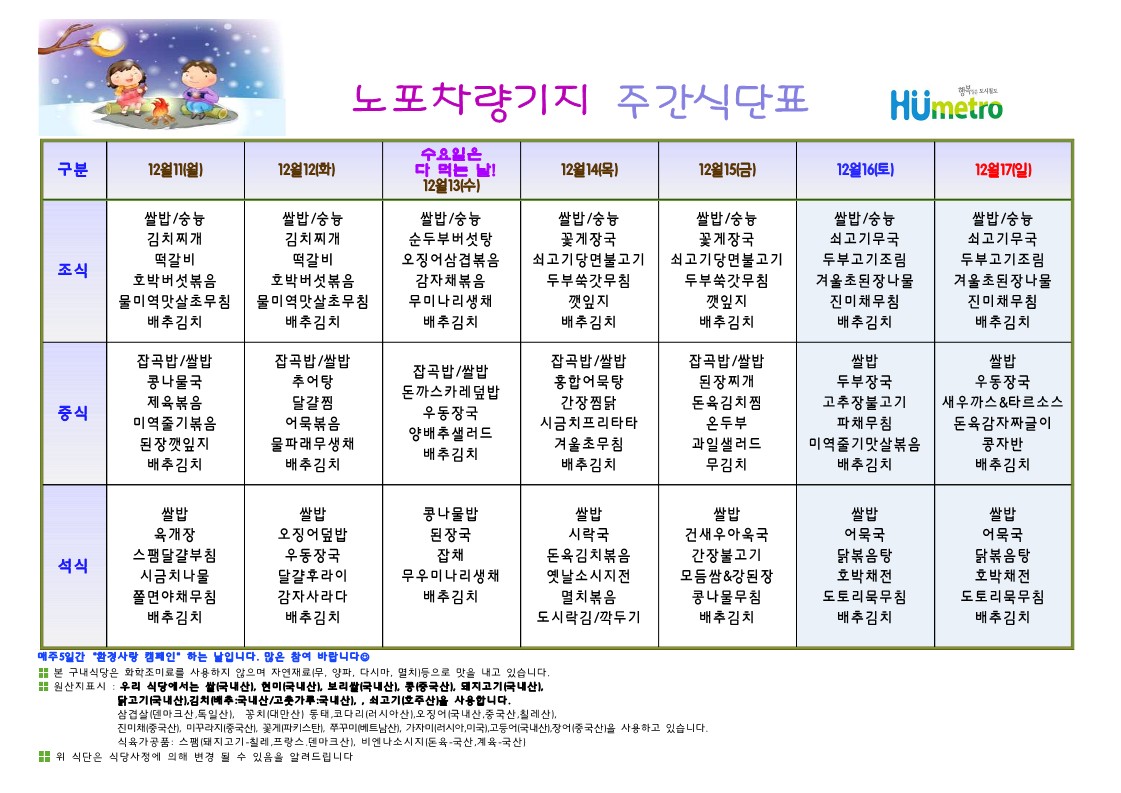 노포차량기지 주간식단표
행복을 주는 도시철도
Humetro
구분 12월11(월) 12월12(화) 수요일은 다 먹는 날! 12월13(수) 12월14(목) 12월15(금) 12월16(토) 12월17(일)
조식
쌀밥/숭늉 쌀밥/숭늉 쌀밥/숭늉 쌀밥/숭늉 쌀밥/숭늉 쌀밥/숭늉 쌀밥/숭늉
김치찌개 김치찌개 순두부버섯탕 꽃게장국 꽃게장국 쇠고기무국 쇠고기무국
떡갈비 떡갈비 오징어삼겹볶음 쇠고기당면불고기 쇠고기당면불고기 두부고기조림 두부고기조림
호박버섯볶음 호박버섯볶음 감자채볶음 두부쑥갓무침 두부쑥갓무침 겨울초된장나물 겨울초된장나물
물미역맛살초무침 물미역맛살초무침 무미나리생채 깻잎지 깻잎지 진미채무침 진미채무침
배추김치 배추김치 배추김치 배추김치 배추김치 배추김치 배추김치
중식
잡곡밥/쌀밥 잡곡밥/쌀밥 잡곡밥/쌀밥 잡곡밥/쌀밥 잡곡밥/쌀밥 쌀밥 쌀밥
콩나물국 추어탕 돈까스카레덮밥 홍합어묵탕 된장찌개 두부장국 우동장국
제육볶음 달걀찜 우동장국 간장찜닭 돈육김치찜 고추장불고기 새우까스&타르소스
미역줄기볶음 어묵볶음 양배추샐러드 시금치프리타타 온두부 파채무침 돈육감자짜글이
된장깻잎지 물파래무생채 배추김치 겨울초무침 과일샐러드 미역줄기맛살볶음 콩자반
배추김치 배추김치 배추김치 무김치 배추김치 배추김치
석식
쌀밥 쌀밥 콩나물밥 쌀밥 쌀밥 쌀밥 쌀밥
육개장 오징어덮밥 된장국 시락국 건새우아욱국 어묵국 어묵국
스팸달걀부침 우동장국 잡채 돈육김치볶음 간장불고기 닭볶음탕 닭볶음탕
시금치나물 달걀후라이 무우미나리생채 옛날소시지전 모듬쌈&강된장 호박채전 호박채전
쫄면야채무침 감자사라다 배추김치 멸치볶음 콩나물무침 도토리묵무침 도토리묵무침
배추김치 배추김치 도시락김/깍두기 배추김치 배추김치 배추김치
매주5일간 "환경사랑 캠페인" 하는 날입니다. 많은 참여 바랍니다☺
본 구내식당은 화학조미료를 사용하지 않으며 자연재료(무, 양파, 다시마, 멸치)등으로 맛을 내고 있습니다.
원산지표시 : 우리 식당에서는 쌀(국내산), 현미(국내산), 보리쌀(국내산), 콩(중국산), 돼지고기(국내산),
닭고기(국내산),김치(배추:국내산/고춧가루:국내산), , 쇠고기(호주산)을 사용합니다.
삼겹살(덴마크산,독일산), 꽁치(대만산) 동태,코다리(러시아산),오징어(국내산,중국산,칠레산),
진미채(중국산), 미꾸라지(중국산), 꽃게(파키스탄), 쭈꾸미(베트남산), 가자미(러시아,미국),고등어(국내산),장어(중국산)을 사용하고 있습니다.
식육가공품: 스팸(돼지고기-칠레,프랑스.덴마크산), 비엔나소시지(돈육-국산,계육-국산)
위 식단은 식당사정에 의해 변경 될 수 있음을 알려드립니다